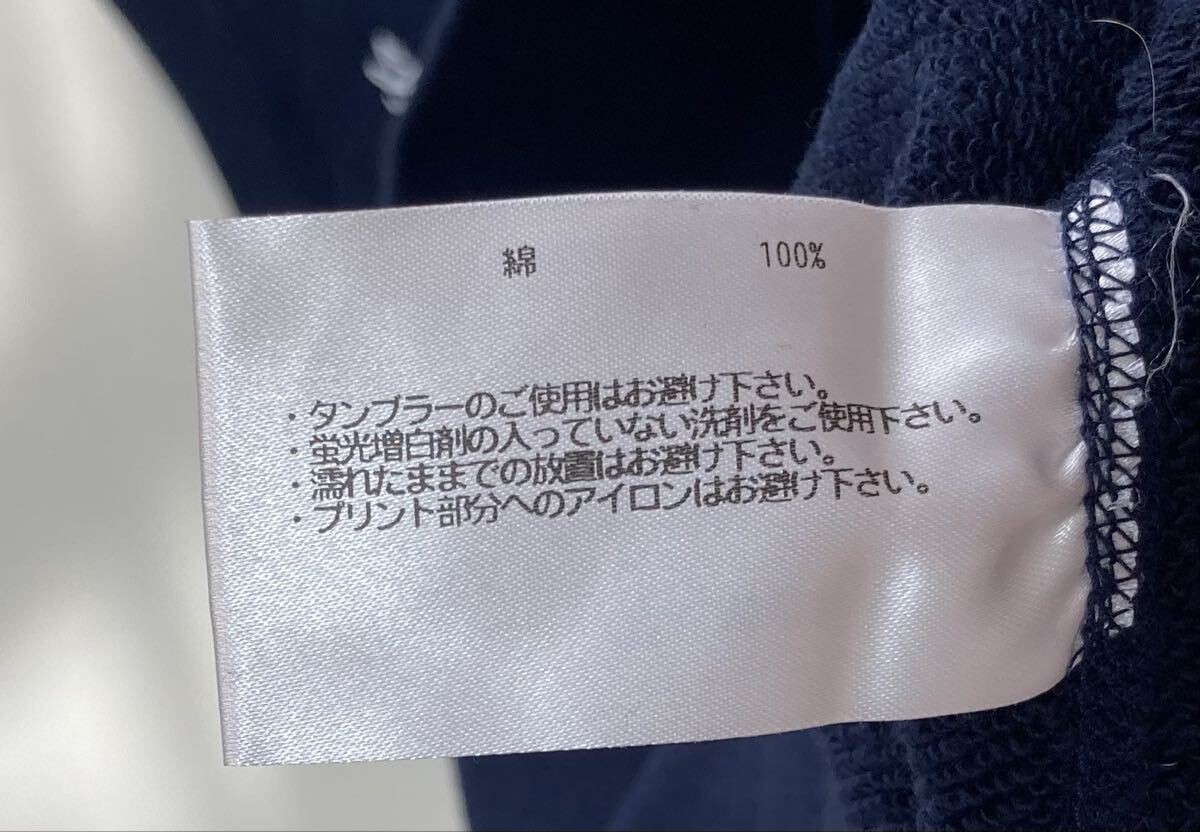 綿 100%
・タンブラーのご使用はお避け下さい。
・蛍光増白剤の入っていない洗剤をご使用下さい。
・濡れたままでの放置はお避け下さい。
・プリント部分へのアイロンはお避け下さい。